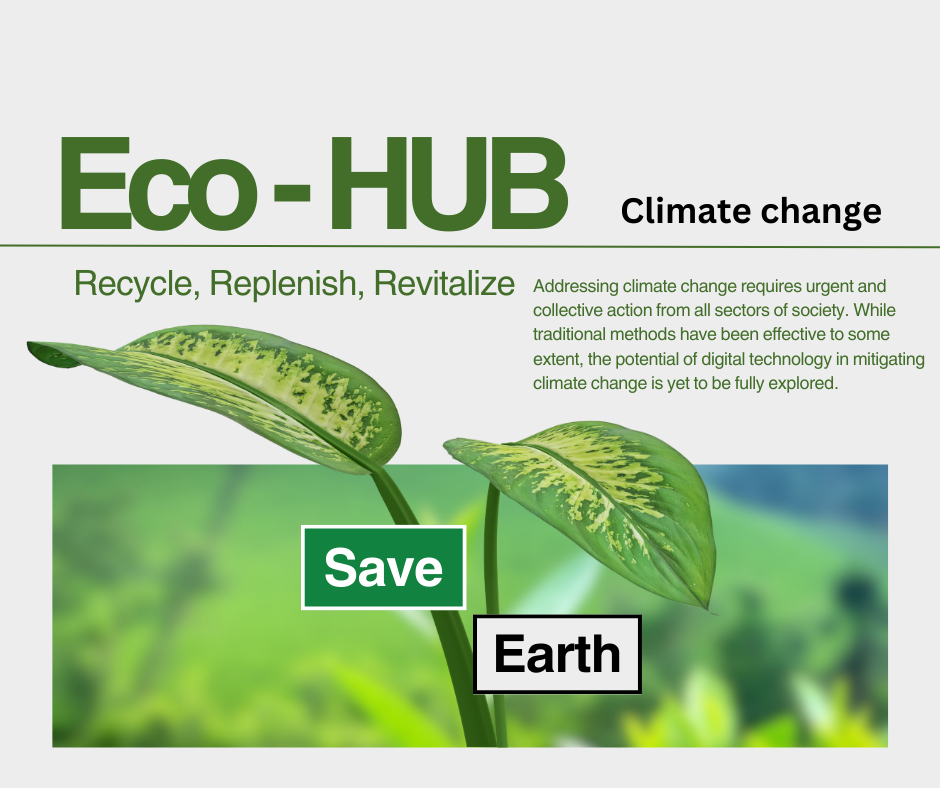 Eco - HUB
Climate change
Recycle, Replenish, Revitalize
Addressing climate change requires urgent and
collective action from all sectors of society. While
traditional methods have been effective to some
extent, the potential of digital technology in mitigating
climate change is yet to be fully explored.
Save
Earth